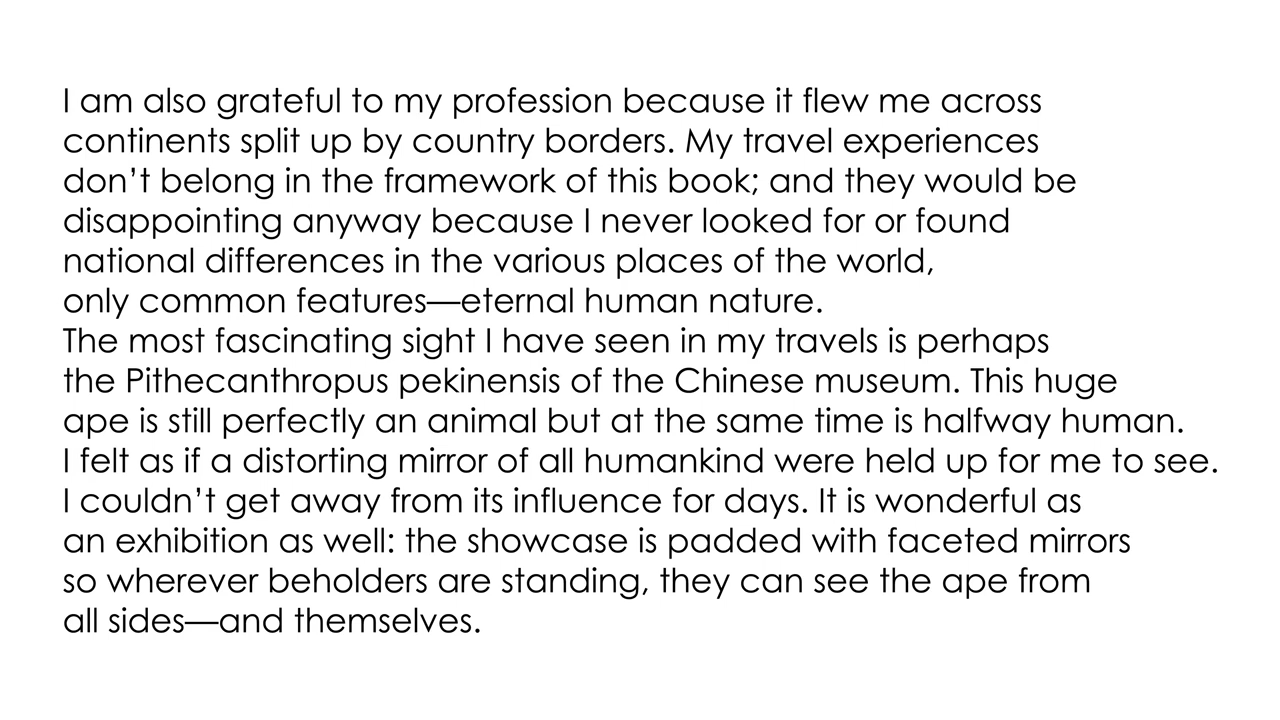 I am also grateful to my profession because it flew me across
continents split up by country borders. My travel experiences
don’t belong in the framework of this book; and they would be
disappointing anyway because I never looked for or found
national differences in the various places of the world,
only common features—eternal human nature.
The most fascinating sight I have seen in my travels is perhaps
the Pithecanthropus pekinensis of the Chinese museum. This huge
ape is still perfectly an animal but at the same time is halfway human.
I felt as if a distorting mirror of all humankind were held up for me to see.
I couldn’t get away from its influence for days. It is wonderful as
an exhibition as well: the showcase is padded with faceted mirrors
so wherever beholders are standing, they can see the ape from
all sides—and themselves.